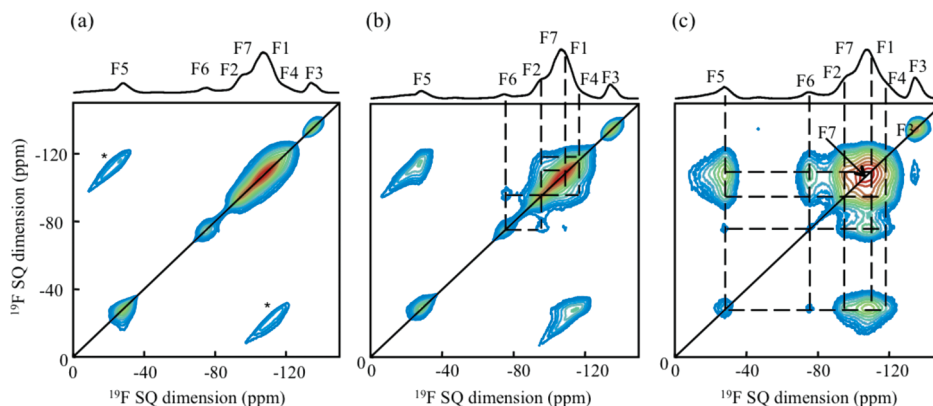 (a)
F7
F1
F5
F6
F2
F4
F3
*
*
¹⁹F SQ dimension (ppm)
-120
-80
-40
0
0
-40
-80
-120
¹⁹F SQ dimension (ppm)
(b)
F7
F1
F5
F6
F2
F4
F3
0
-40
-80
-120
¹⁹F SQ dimension (ppm)
(c)
F7
F1
F5
F6
F2
F4
F3
F7
F3
0
-40
-80
-120
¹⁹F SQ dimension (ppm)